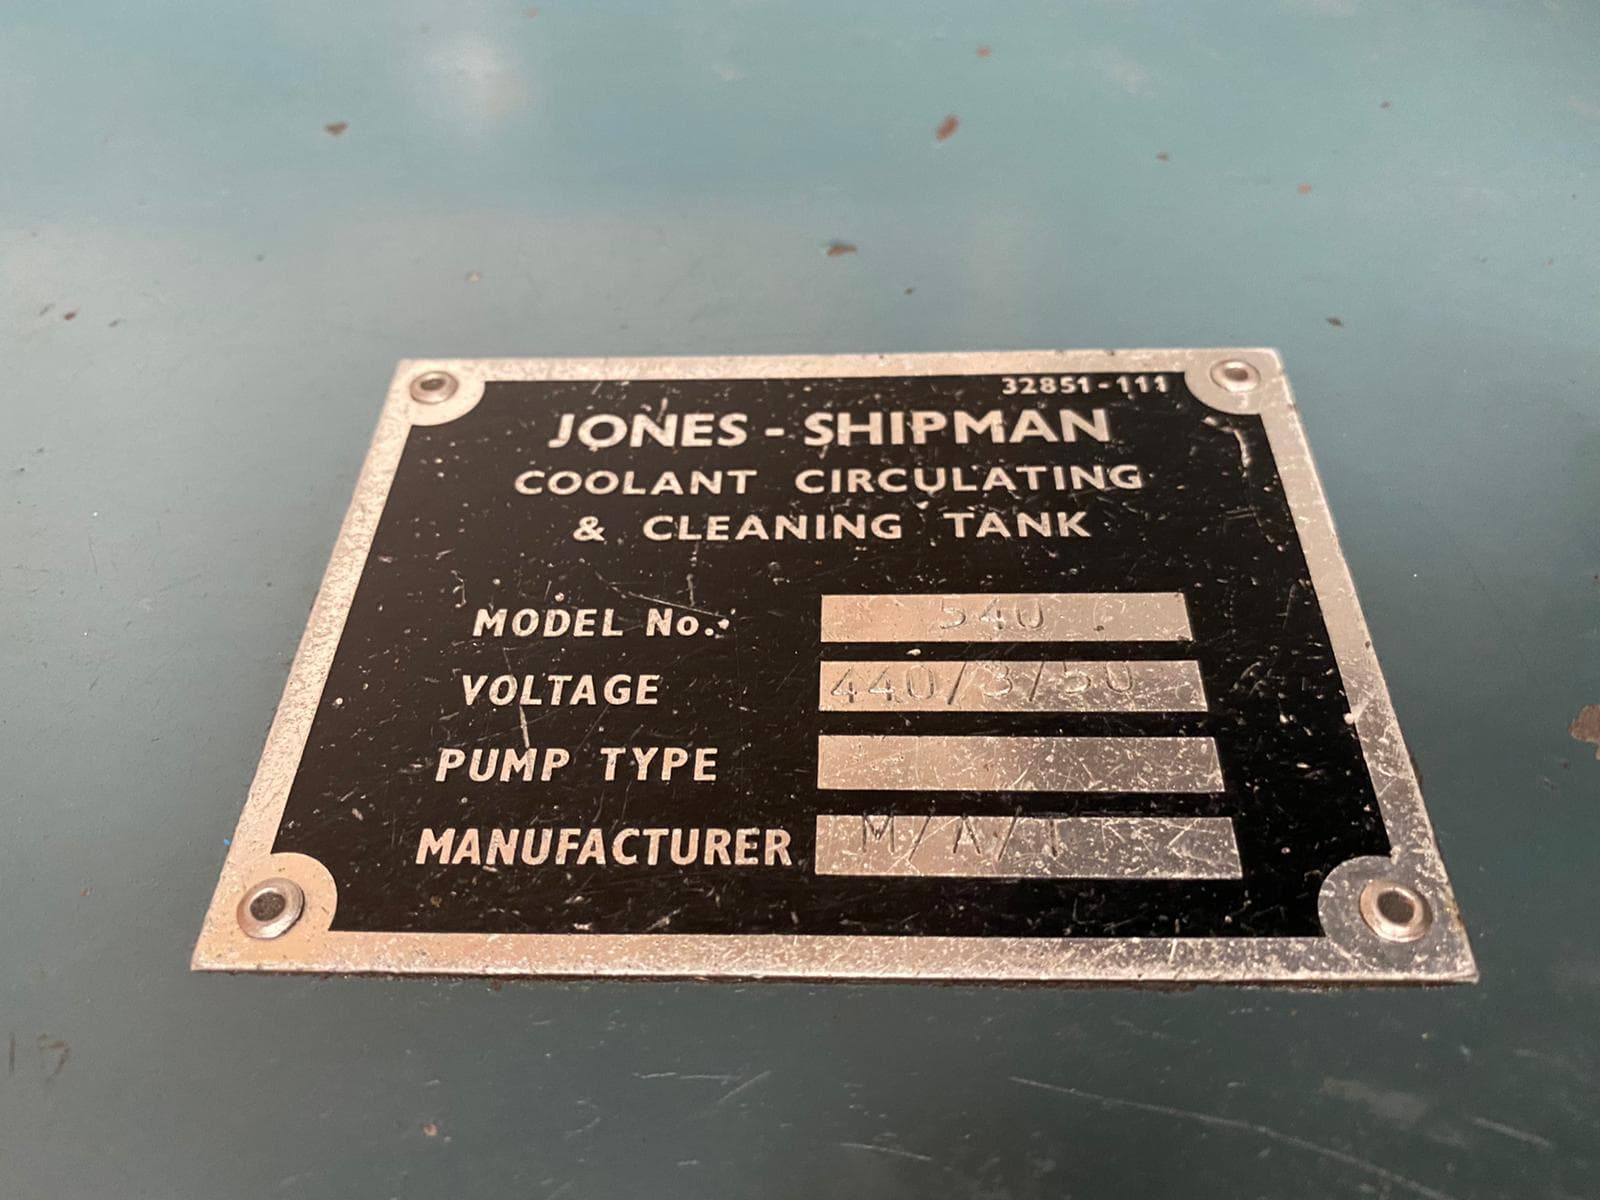 32851-111
JONES - SHIPMAN
COOLANT CIRCULATING
& CLEANING TANK
MODEL No. 540
VOLTAGE 440/3/50
PUMP TYPE
MANUFACTURER M/A/T